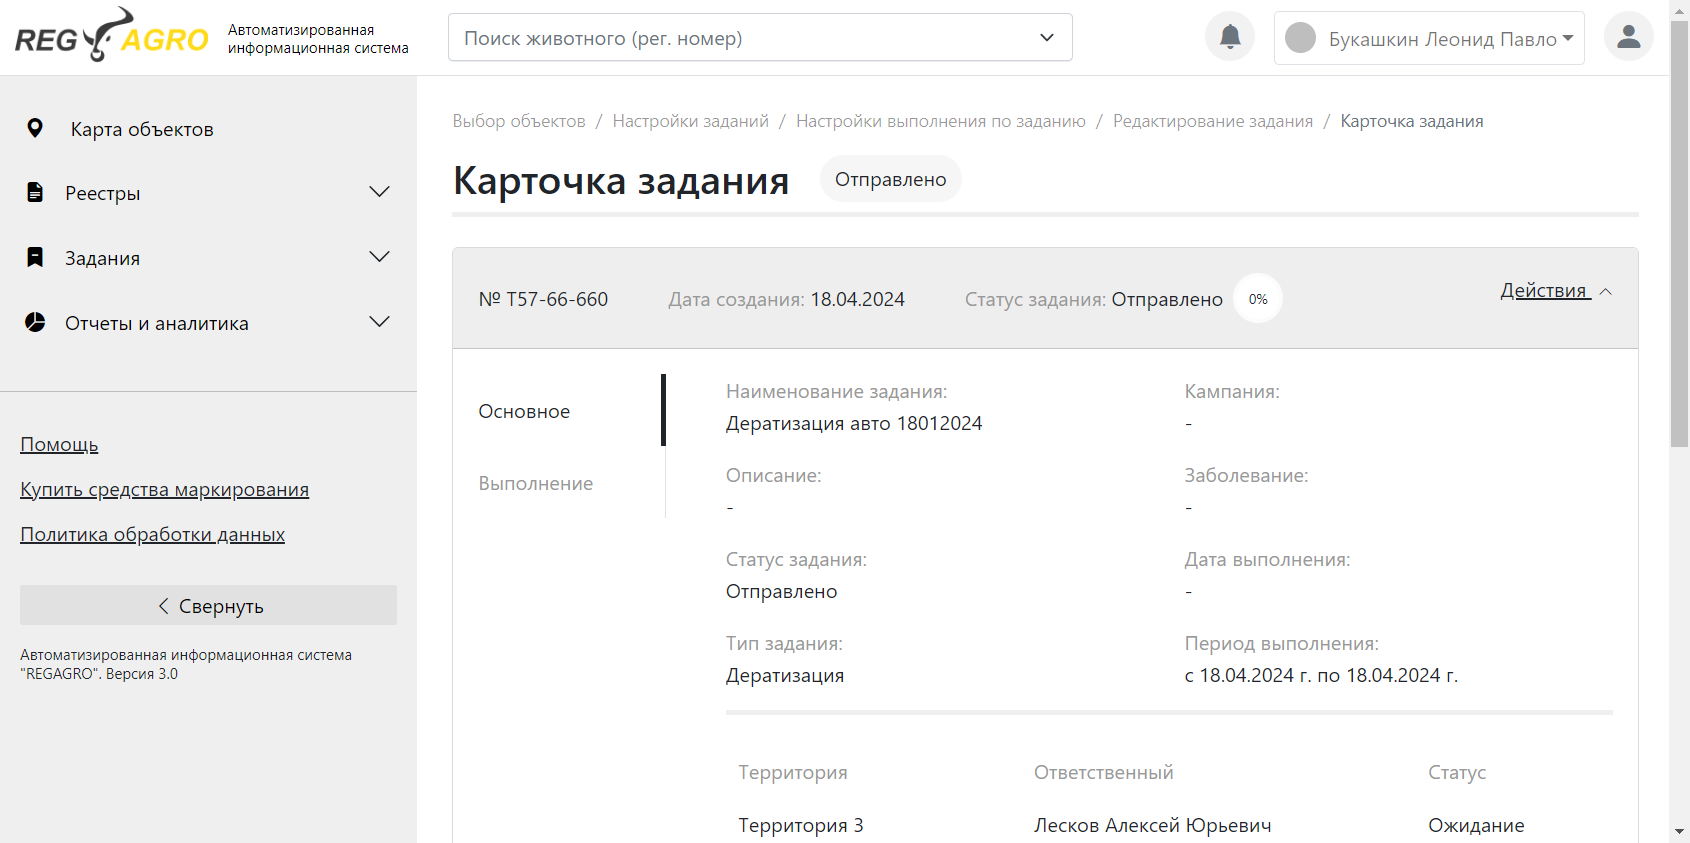 REG AGRO
Автоматизированная
информационная система
Поиск животного (рег. номер)
Букашкин Леонид Павло
Карта объектов
Реестры
Задания
Отчеты и аналитика
Помощь
Купить средства маркирования
Политика обработки данных
Свернуть
Автоматизированная информационная система
"REGAGRO". Версия 3.0
Выбор объектов / Настройки заданий / Настройки выполнения по заданию / Редактирование задания / Карточка задания
Карточка задания
Отправлено
№ Т57-66-660 Дата создания: 18.04.2024 Статус задания: Отправлено 0% Действия
Основное
Выполнение
Наименование задания:
Дератизация авто 18012024
Кампания:
-
Описание:
-
Заболевание:
-
Статус задания:
Отправлено
Дата выполнения:
-
Тип задания:
Дератизация
Период выполнения:
с 18.04.2024 г. по 18.04.2024 г.
Территория Ответственный Статус
Территория 3 Лесков Алексей Юрьевич Ожидание